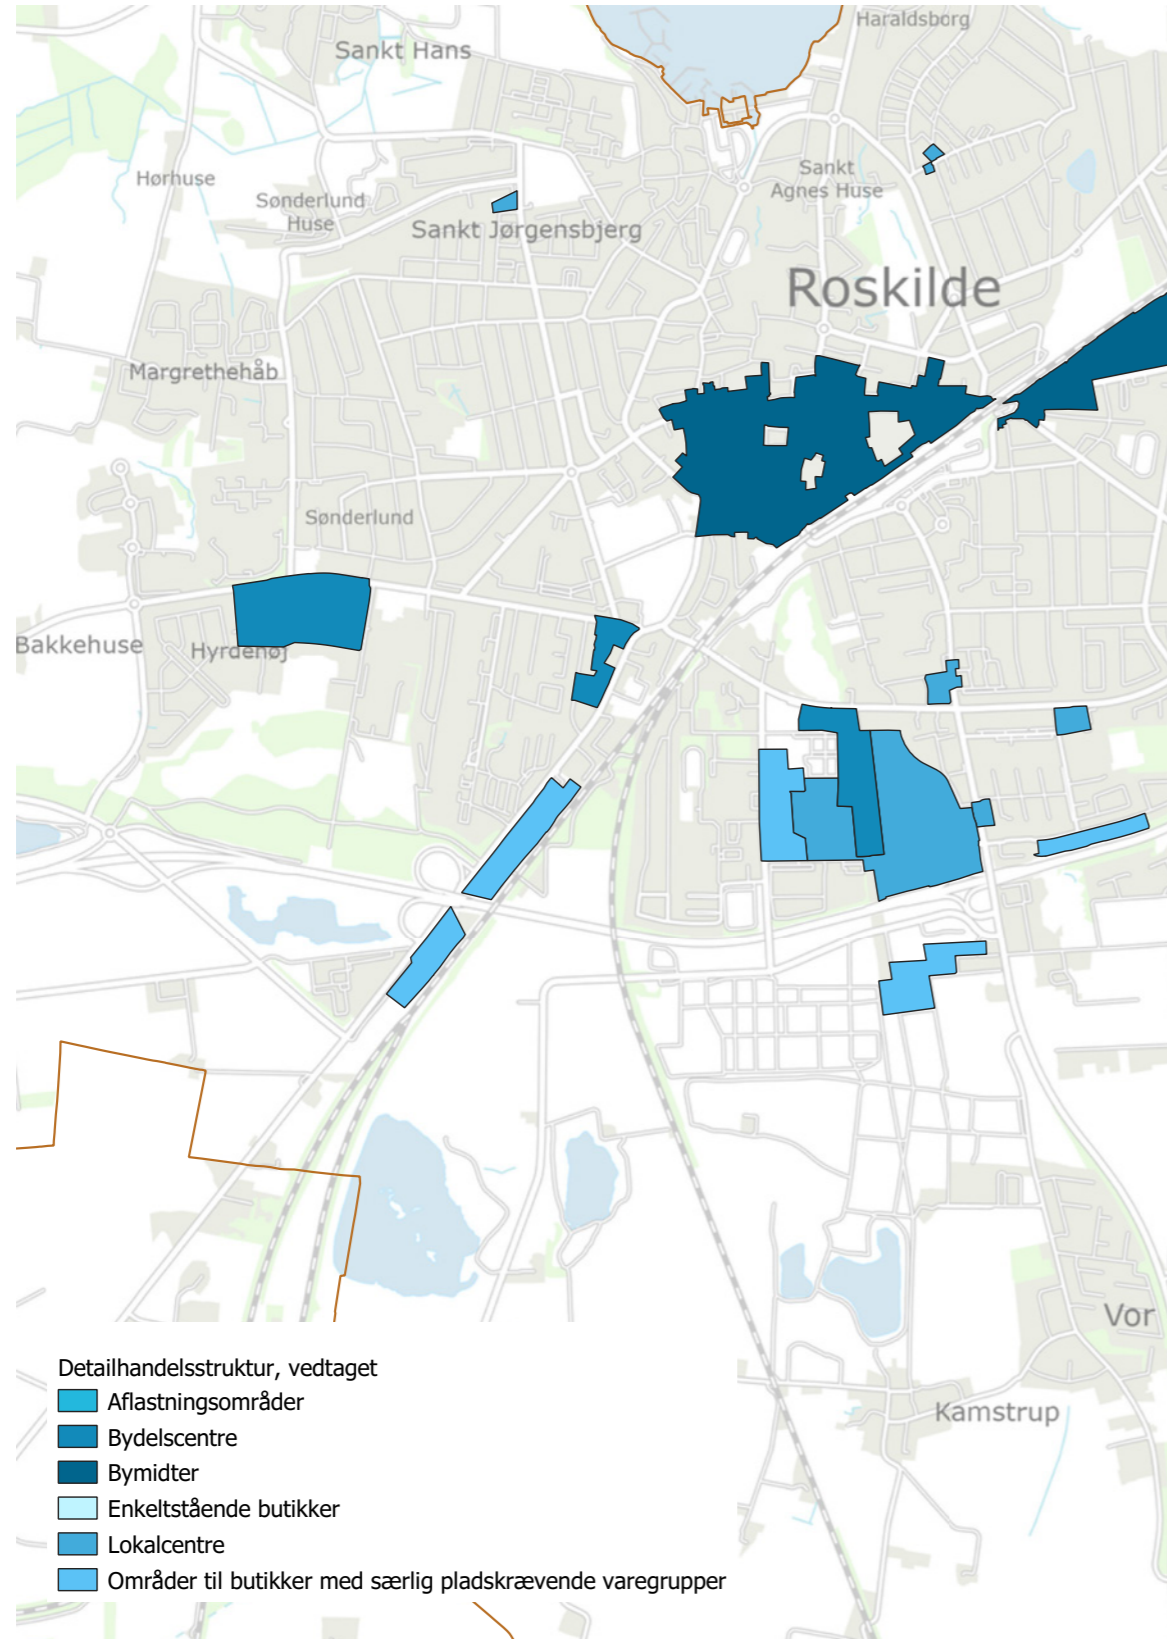 Haraldsborg
Sankt Hans
Hørhuse
Sønderlund
Huse
Sankt
Agnes Huse
Sankt Jørgensbjerg
Roskilde
Margrethehåb
Sønderlund
Bakkehuse
Hyrdehøj
Vor
Kamstrup
Detailhandelsstruktur, vedtaget
Aflastningsområder
Bydelscentre
Bymidter
Enkeltstående butikker
Lokalcentre
Områder til butikker med særlig pladskrævende varegrupper